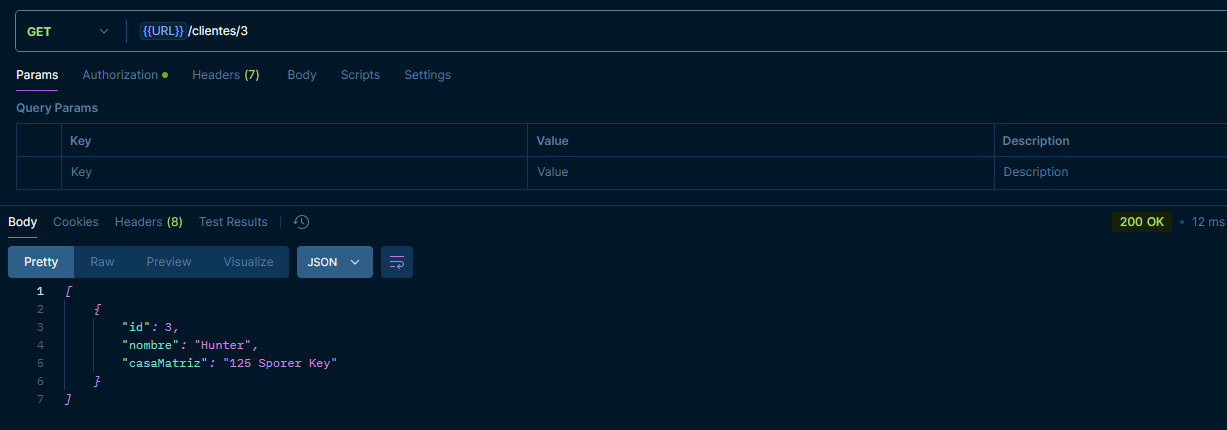 GET {{URL}}/clientes/3
Params Authorization Headers (7) Body Scripts Settings
Query Params
Key Value Description
Key Value Description
Body Cookies Headers (8) Test Results 200 OK • 12 ms
Pretty Raw Preview Visualize JSON
1 [
2 {
3 "id": 3,
4 "nombre": "Hunter",
5 "casaMatriz": "125 Sporer Key"
6 }
7 ]